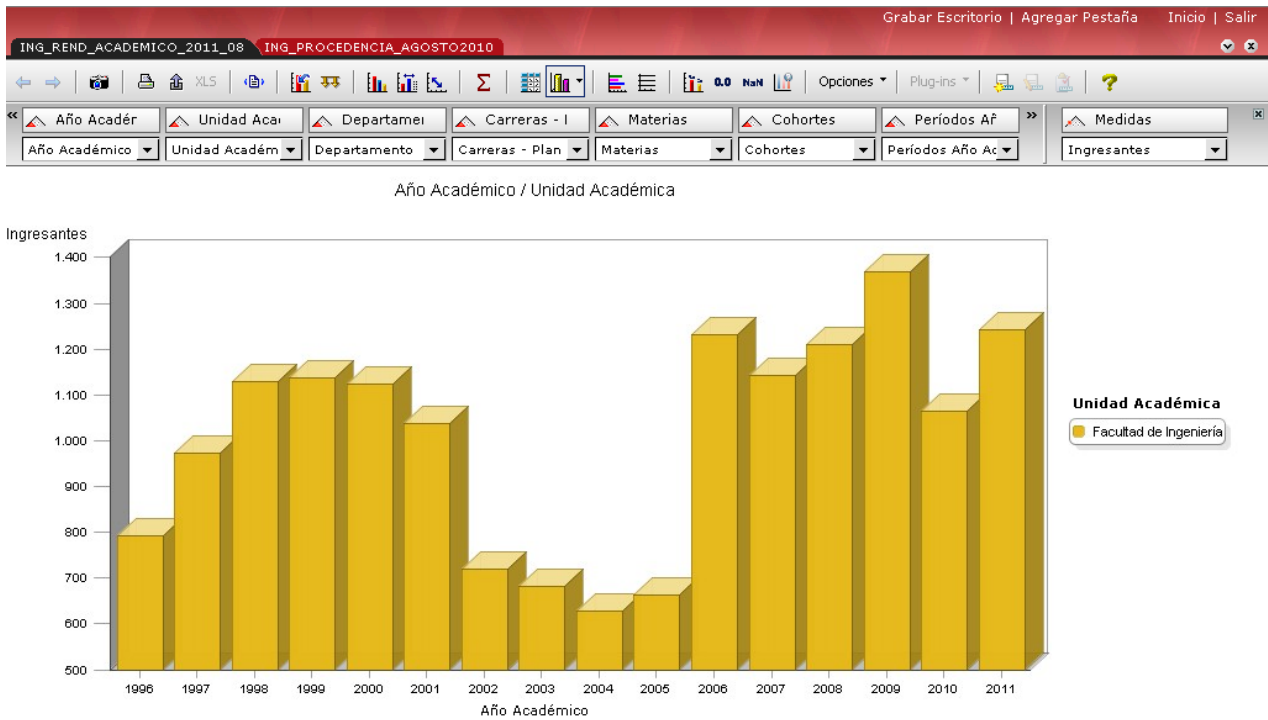 Grabar Escritorio | Agregar Pestaña Inicio | Salir
ING_REND_ACADEMICO_2011_08 ING_PROCEDENCIA_AGOSTO2010
XLS Σ 0.0 NaN Opciones Plug-ins ?
« Año Acadér Unidad Acai Departamei Carreras - I Materias Cohortes Períodos Añ » Medidas
Año Académico Unidad Académ Departamento Carreras - Plan Materias Cohortes Períodos Año Ac Ingresantes
Año Académico / Unidad Académica
Ingresantes
1.400
1.300
1.200
1.100
1.000
900
800
700
600
500
Unidad Académica
Facultad de Ingeniería
1996 1997 1998 1999 2000 2001 2002 2003 2004 2005 2006 2007 2008 2009 2010 2011
Año Académico